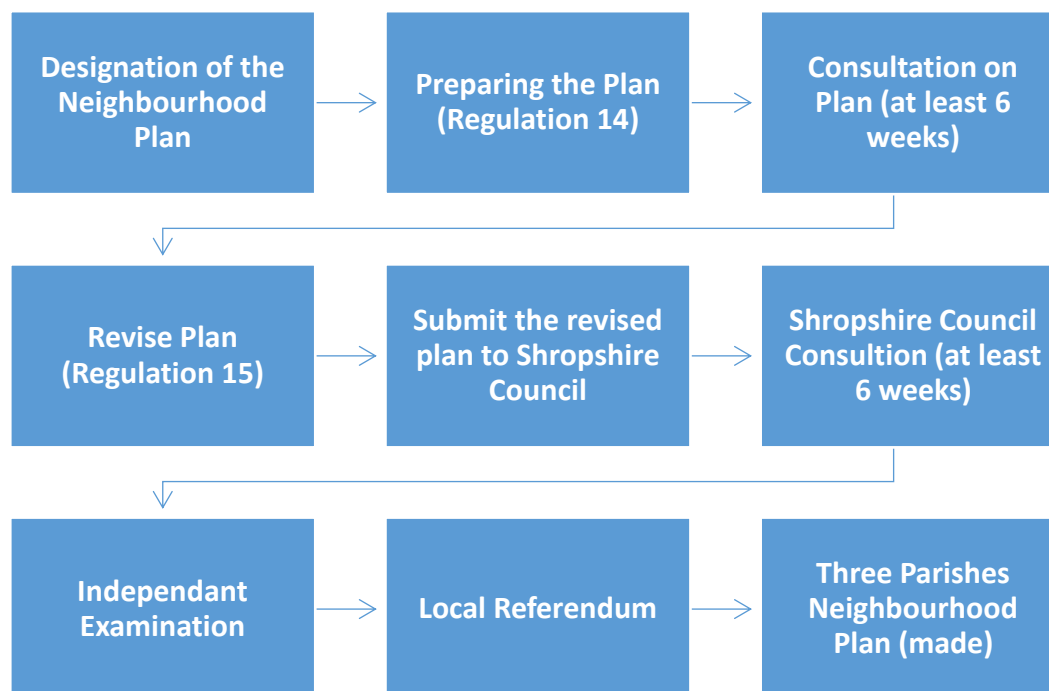 Designation of the
Neighbourhood
Plan
Preparing the Plan
(Regulation 14)
Consultation on
Plan (at least 6
weeks)
Revise Plan
(Regulation 15)
Submit the revised
plan to Shropshire
Council
Shropshire Council
Consultion (at least
6 weeks)
Independant
Examination
Local Referendum
Three Parishes
Neighbourhood
Plan (made)